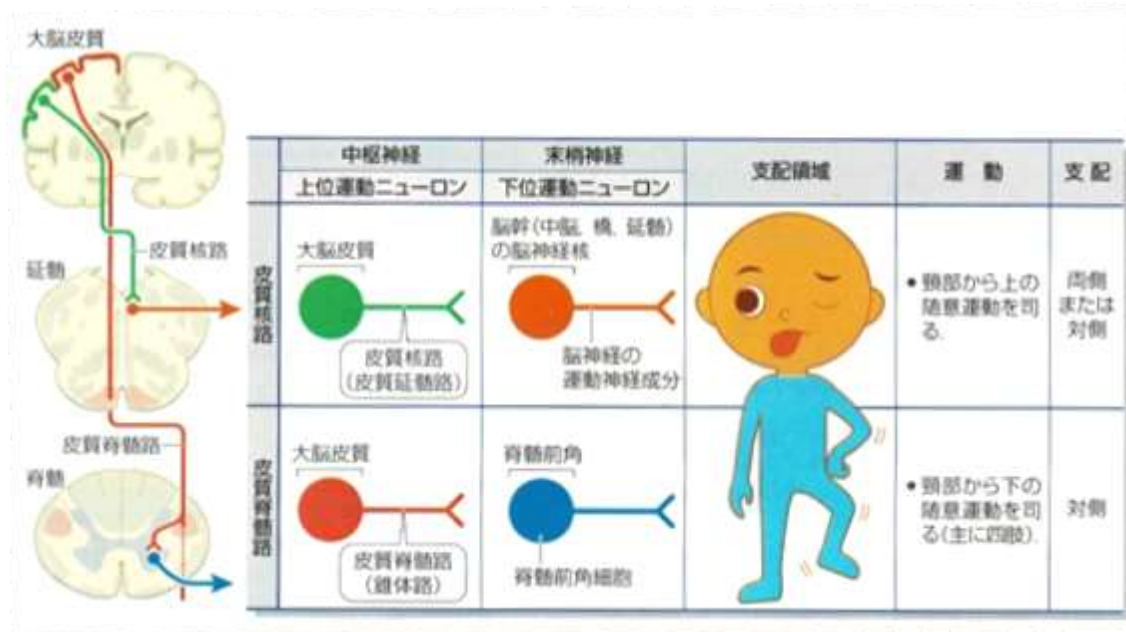 大脳皮質
皮質核路
延髄
皮質脊髄路
脊髄
中枢神経
末梢神経
支配領域
運 動
支 配
上位運動ニューロン
下位運動ニューロン
皮質核路
大脳皮質
皮質核路
(皮質延髄路)
脳幹(中脳, 橋, 延髄)
の脳神経核
脳神経の
運動神経成分
●頸部から上の
随意運動を司
る.
両側
または
対側
皮質脊髄路
大脳皮質
皮質脊髄路
(錐体路)
脊髄前角
脊髄前角細胞
●頸部から下の
随意運動を司
る(主に四肢).
対側